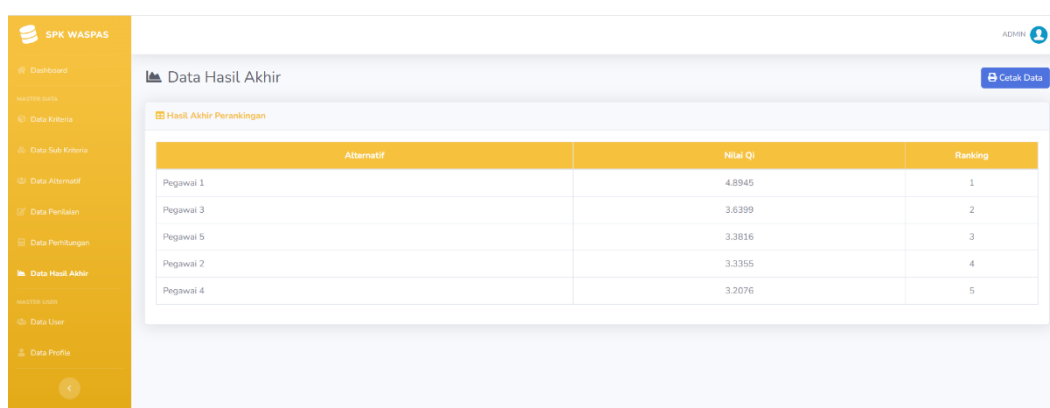 SPK WASPAS
ADMIN
Dashboard
Data Hasil Akhir
Cetak Data
MASTER DATA
Data Kriteria
Data Sub Kriteria
Data Alternatif
Data Penilaian
Data Perhitungan
Data Hasil Akhir
MASTER USER
Data User
Data Profile
Hasil Akhir Perankingan
Alternatif Nilai Qi Ranking
Pegawai 1 4.8945 1
Pegawai 3 3.6399 2
Pegawai 5 3.3816 3
Pegawai 2 3.3355 4
Pegawai 4 3.2076 5